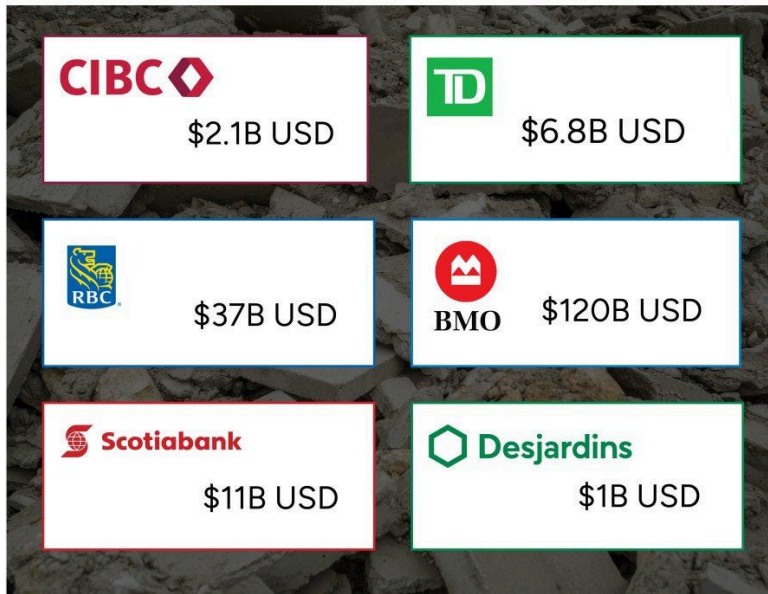 CIBC
$2.1B USD
TD
$6.8B USD
RBC
$37B USD
BMO
$120B USD
Scotiabank
$11B USD
Desjardins
$1B USD